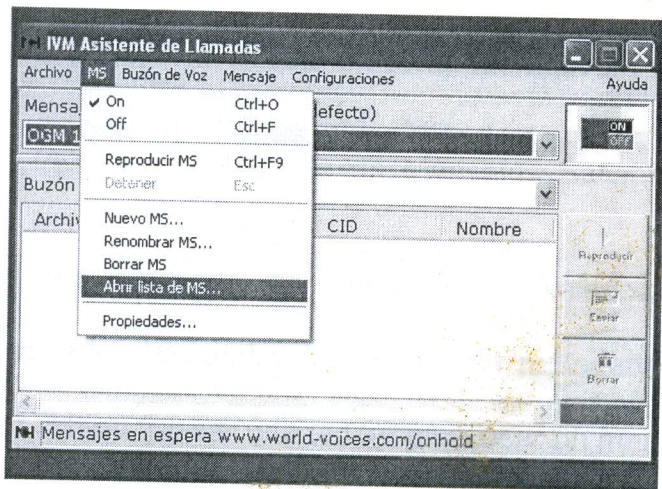 IVM Asistente de Llamadas
Archivo MS Buzón de Voz Mensaje Configuraciones Ayuda
Mensa efecto)
OGM 1
ON
OFF
On Ctrl+O
Off Ctrl+F
Reproducir MS Ctrl+F9
Detener Esc
Buzón
Archi CID Nombre
Nuevo MS...
Renombrar MS...
Borrar MS
Abrir lista de MS...
Propiedades...
Reproducir
Enviar
Borrar
Mensajes en espera www.world-voices.com/onhold